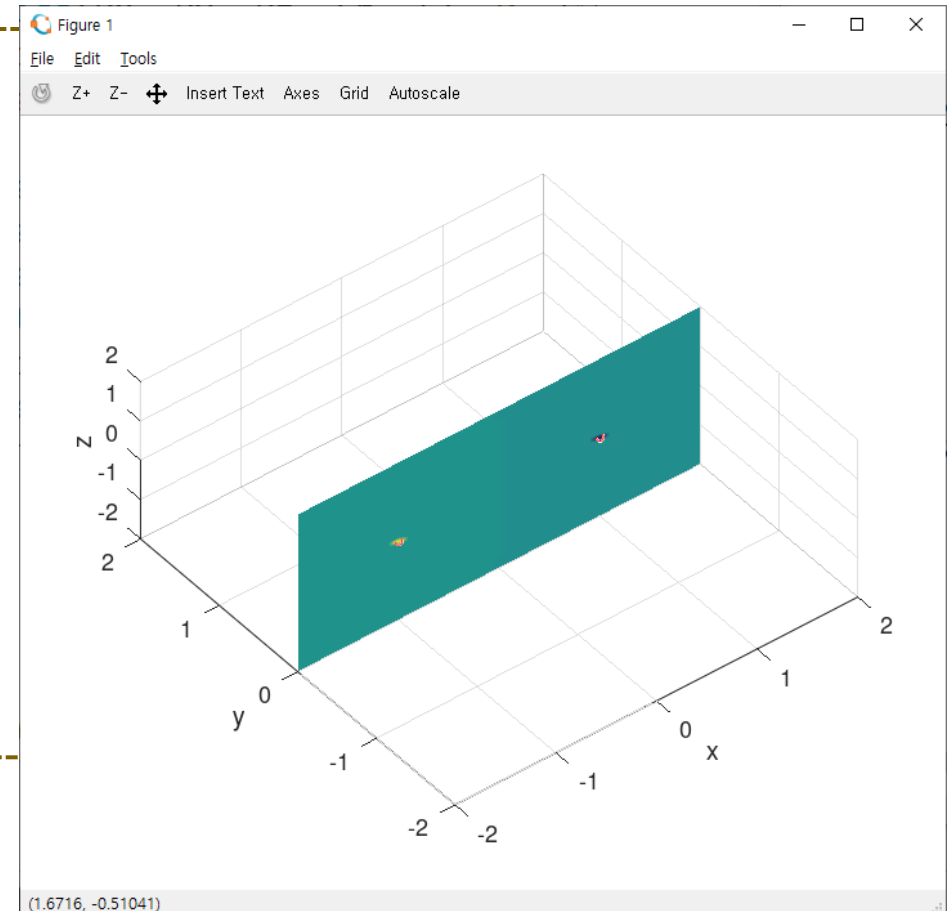 Figure 1
File Edit Tools
Z+ Z- Insert Text Axes Grid Autoscale
2
1
0
-1
-2
z
2
1
0
-1
-2
y
2
1
0
-1
-2
x
(1.6716, -0.51041)